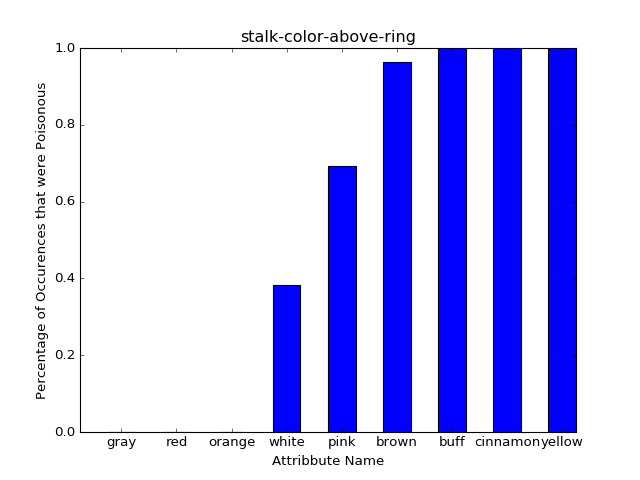 stalk-color-above-ring
Percentage of Occurences that were Poisonous
1.0
0.8
0.6
0.4
0.2
0.0
gray red orange white pink brown buff cinnamon yellow
Attribbute Name